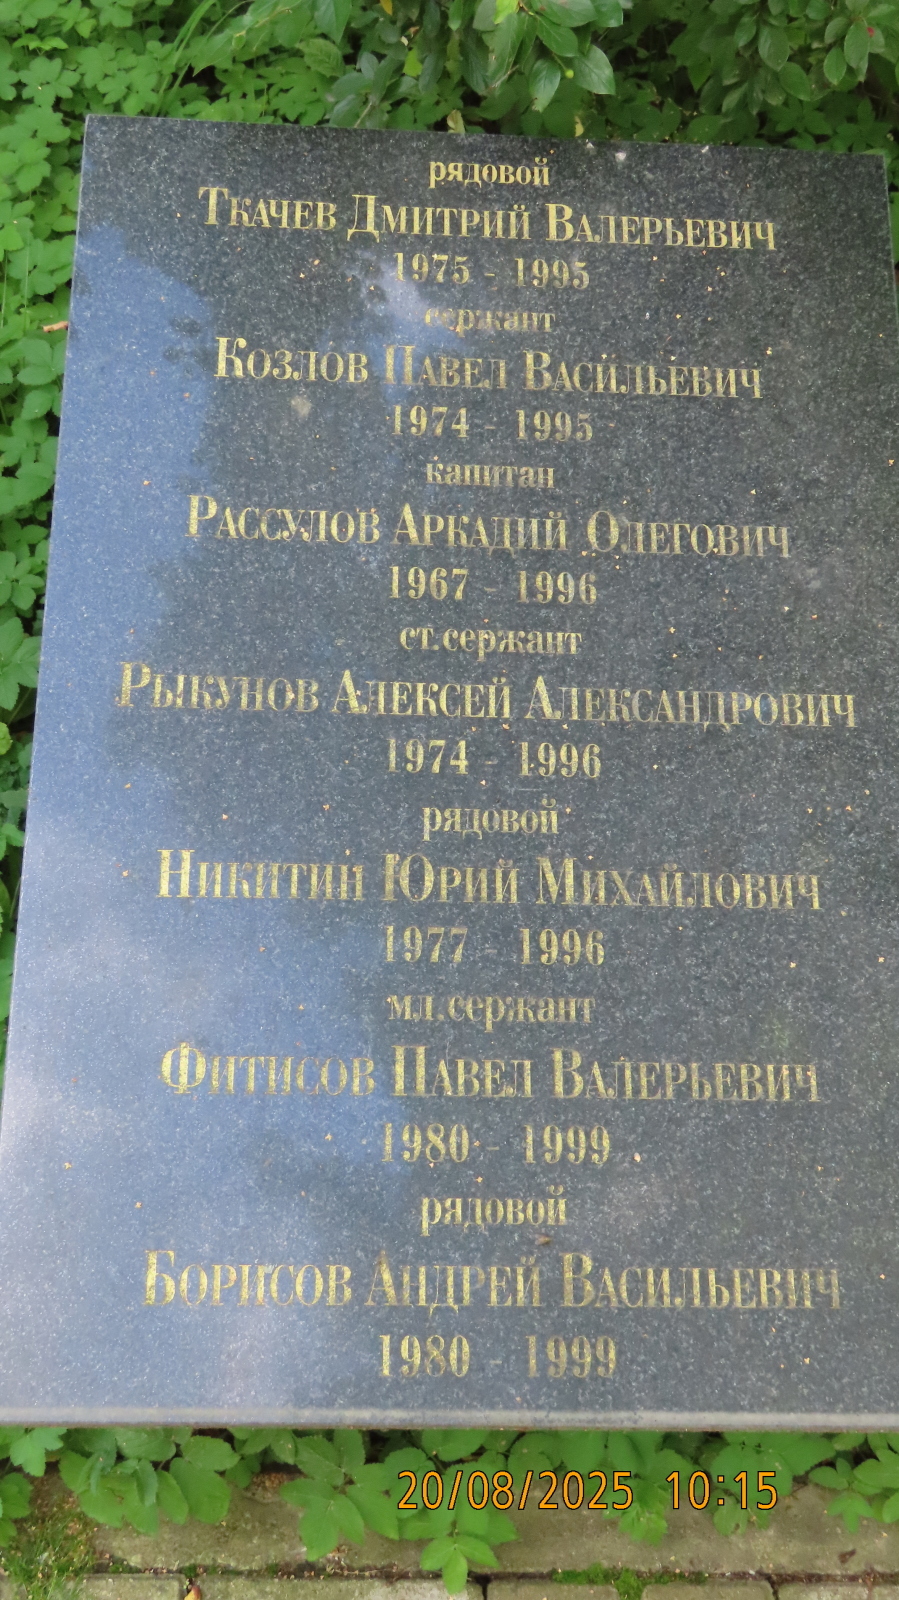 рядовой
Ткачев Дмитрий Валерьевич
1975 - 1995
сержант
Козлов Павел Васильевич
1974 - 1995
капитан
Рассулов Аркадий Олегович
1967 - 1996
ст.сержант
Рыкунов Алексей Александрович
1974 - 1996
рядовой
Никитин Юрий Михайлович
1977 - 1996
мл.сержант
Фитисов Павел Валерьевич
1980 - 1999
рядовой
Борисов Андрей Васильевич
1980 - 1999
20/08/2025 10:15